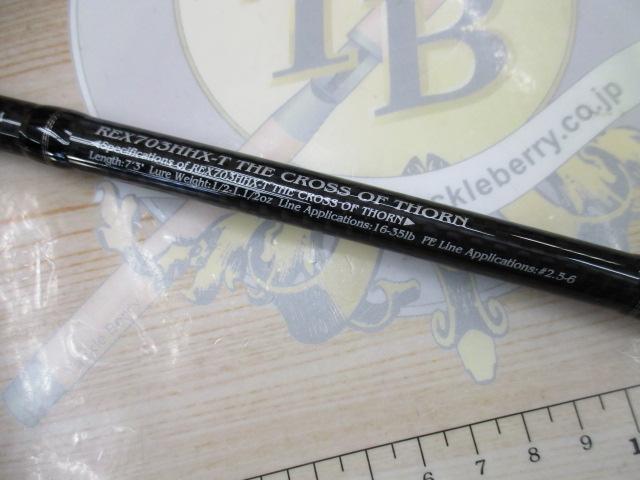 TB
ckleberry.co.jp
REX703HHX-T THE CROSS OF THORN
◀Specifications of REX703HHX-T THE CROSS OF THORN▶
Length:7'3" Lure Weight:1/2-1.1/2oz Line Applications:16-35lb PE Line Applications:#2.5-6
kle Berry
6 7 8 9 1